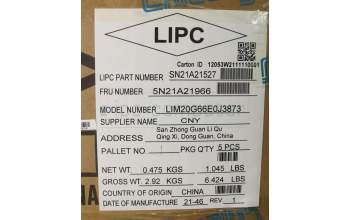 LIPC
Carton ID 12053W2111110001
LIPC PART NUMBER SN21A21527
FRU NUMBER 5N21A21966
MODEL NUMBER LIM20G66E0J3873
SUPPLIER NAME CNY
ADDRESS San Zhong Guan Li Qu
Qing Xi, Dong Guan, China
PALLET NO 1 PKG QTY 5 PCS
NET WT. 0.475 KGS 1.045 LBS
GROSS WT. 2.92 KGS 6.424 LBS
COUNTRY OF ORIGIN CHINA
DATE OF MANUFACTURE 21-46 REV. 1